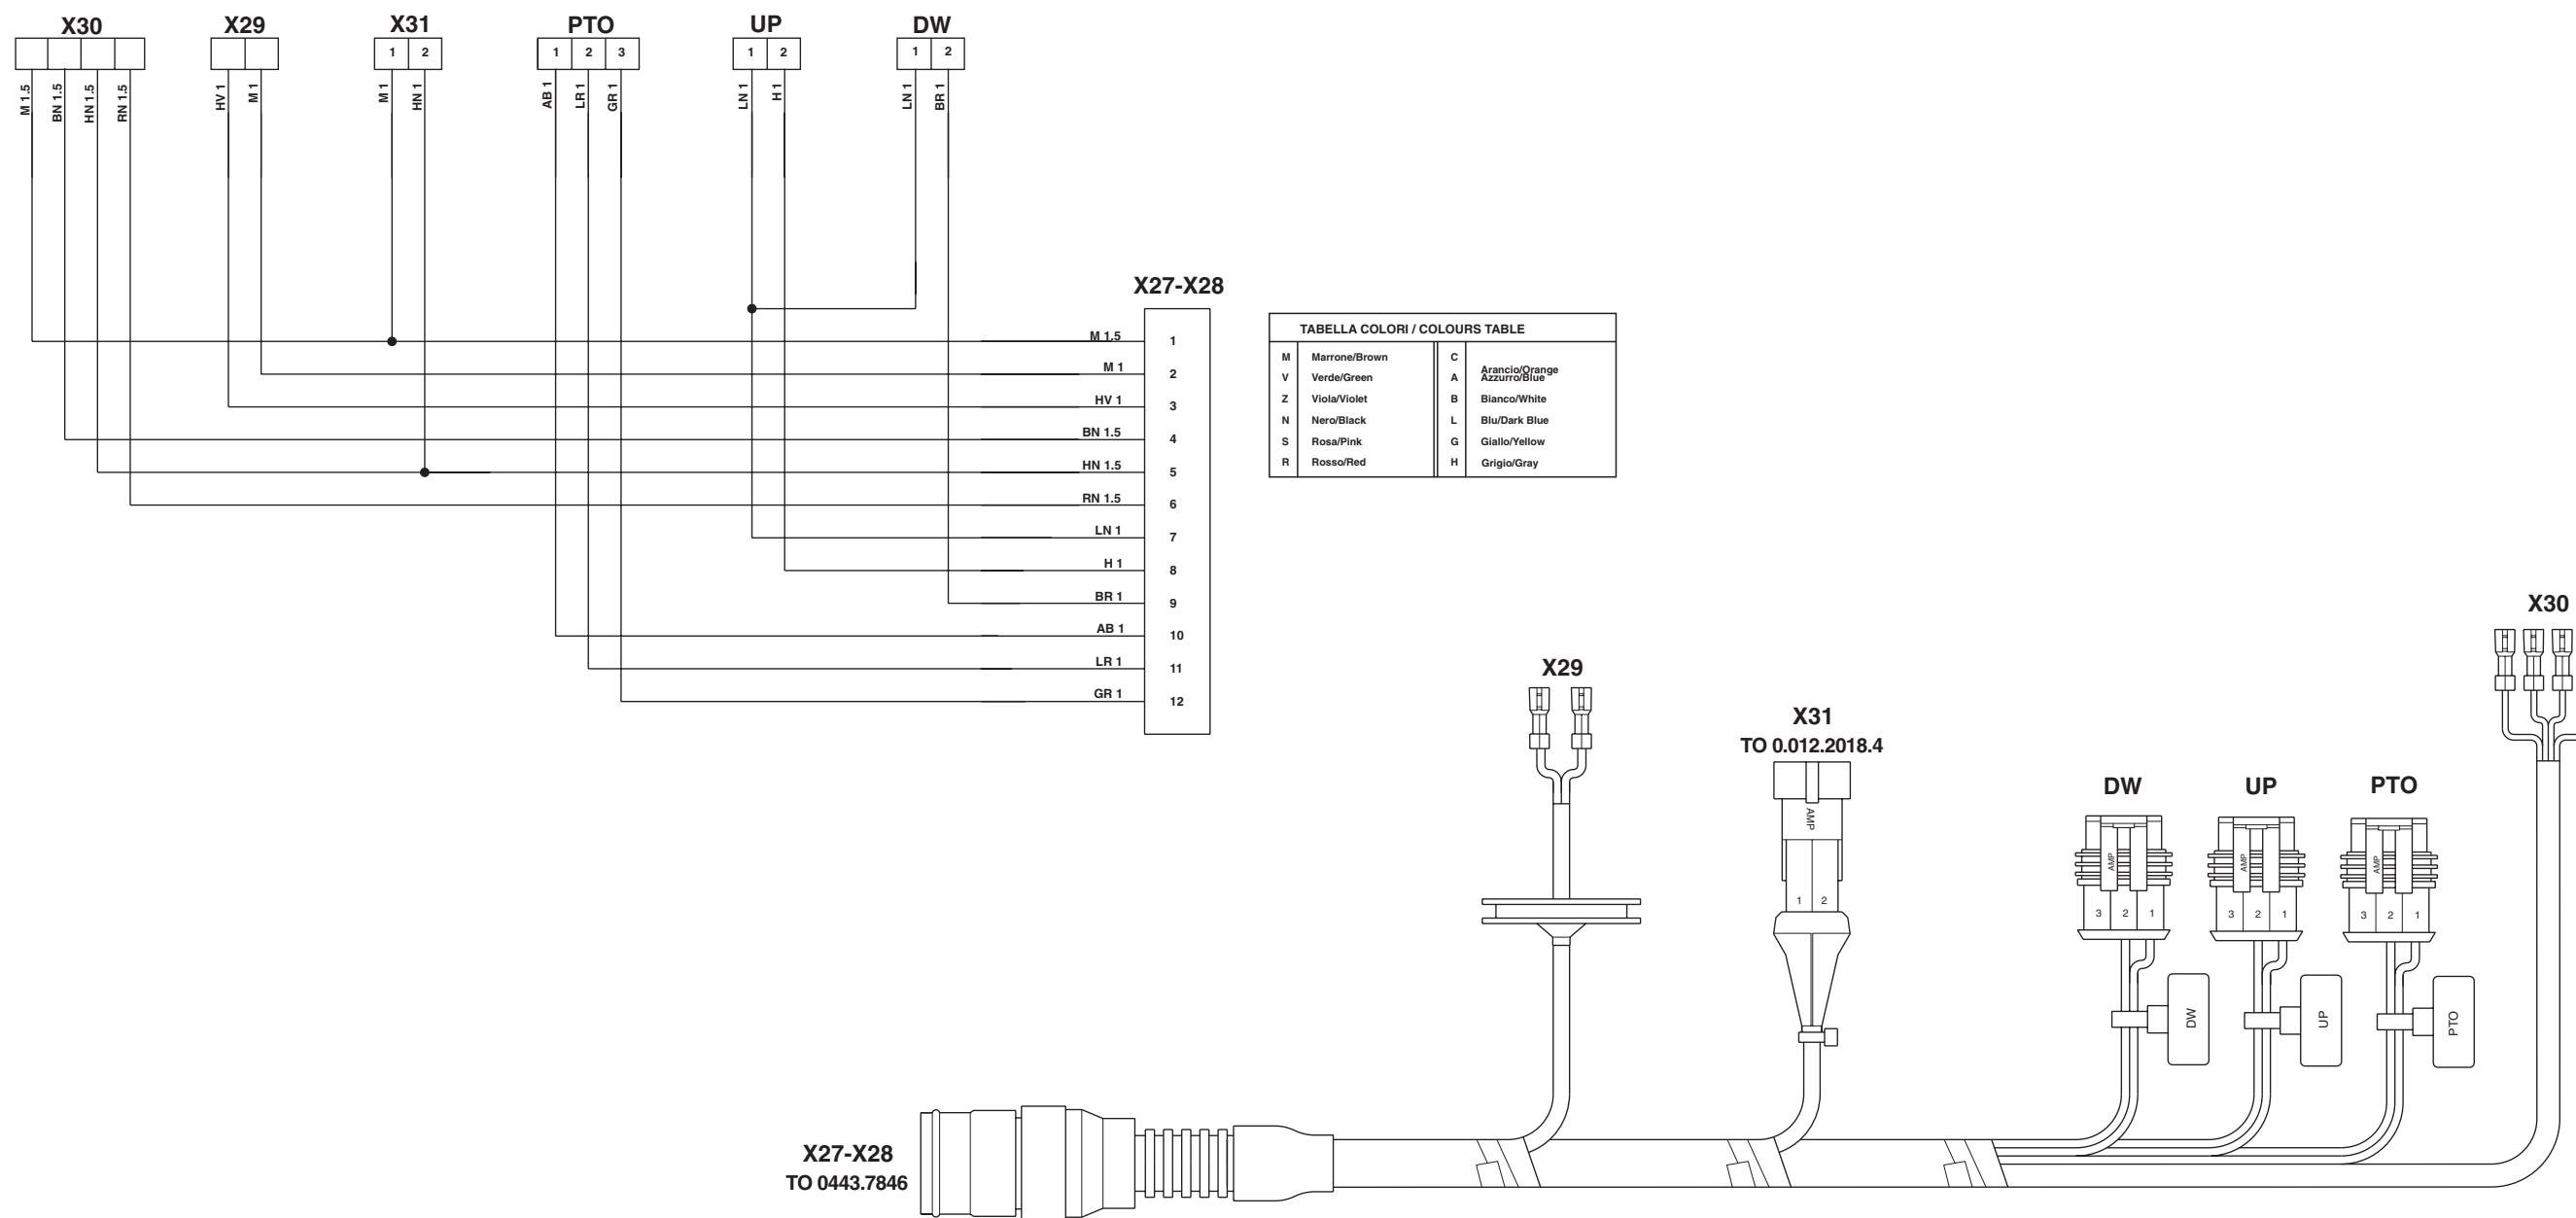 X30 X29 X31 PTO UP DW
1 2 1 2 3 1 2 1 2
M 1.5 BN 1.5 HN 1.5 RN 1.5 HV 1 M 1 M 1 HN 1 AB 1 LR 1 GR 1 LN 1 H 1 LN 1 BR 1
X27-X28
M 1.5 1
M 1 2
HV 1 3
BN 1.5 4
HN 1.5 5
RN 1.5 6
LN 1 7
H 1 8
BR 1 9
AB 1 10
LR 1 11
GR 1 12
TABELLA COLORI / COLOURS TABLE
M Marrone/Brown C Arancio/Orange
V Verde/Green A Azzurro/Blue
Z Viola/Violet B Bianco/White
N Nero/Black L Blu/Dark Blue
S Rosa/Pink G Giallo/Yellow
R Rosso/Red H Grigio/Gray
X30
X29
X31
TO 0.012.2018.4
AMP
1 2
DW UP PTO
AMP AMP AMP
3 2 1 3 2 1 3 2 1
DW UP PTO
X27-X28
TO 0443.7846